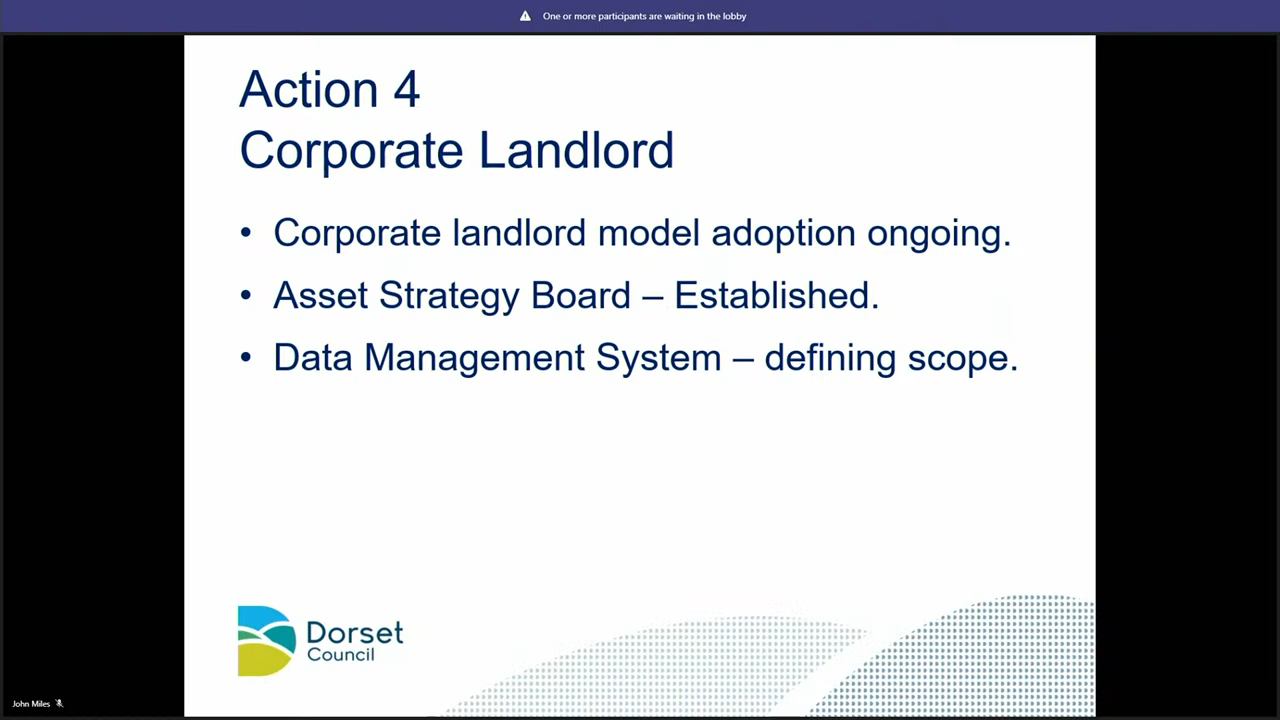 One or more participants are waiting in the lobby
Action 4
Corporate Landlord
• Corporate landlord model adoption ongoing.
• Asset Strategy Board – Established.
• Data Management System – defining scope.
Dorset
Council
John Miles